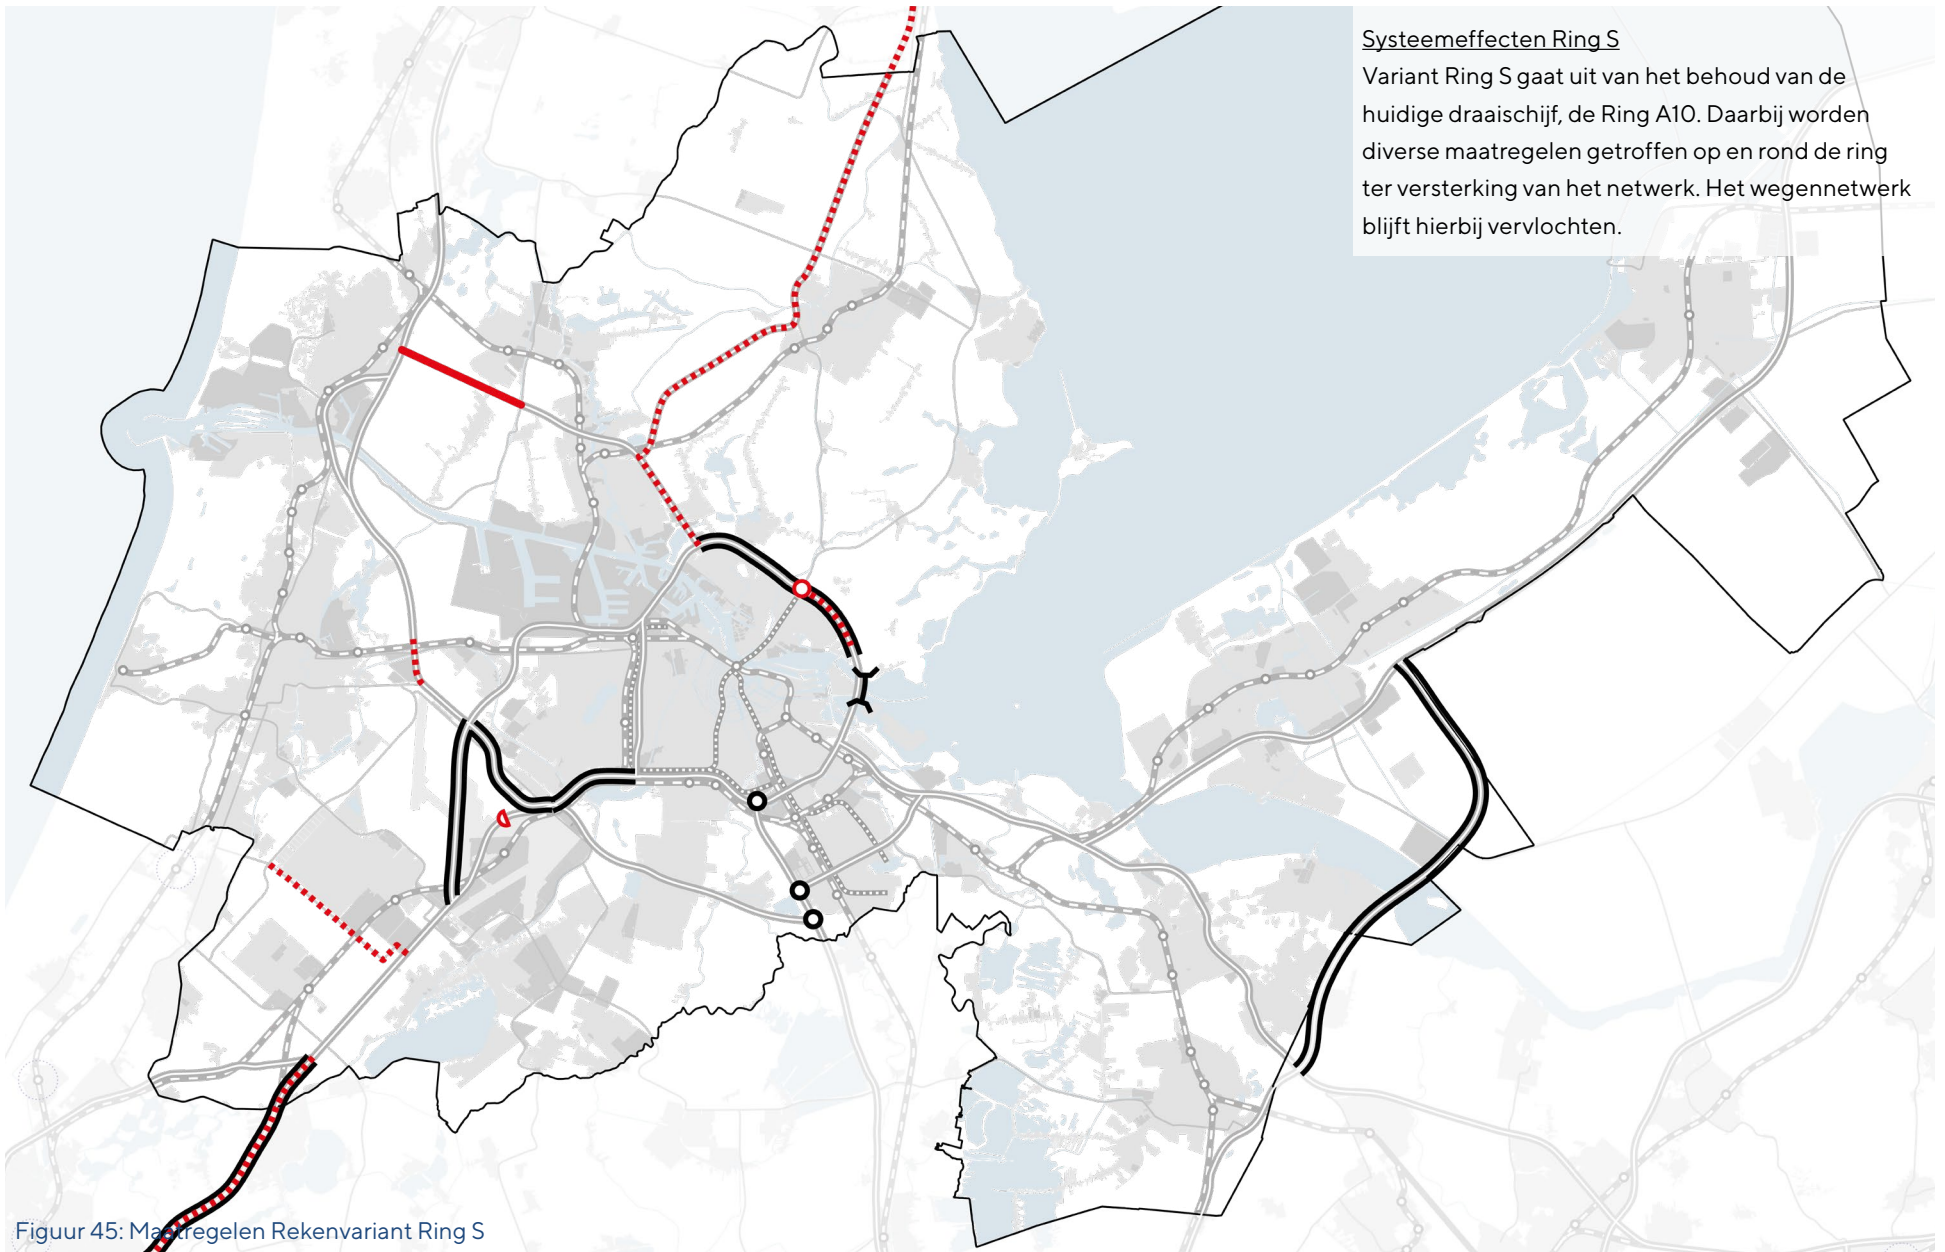 Systeemeffecten Ring S
Variant Ring S gaat uit van het behoud van de
huidige draaischijf, de Ring A10. Daarbij worden
diverse maatregelen getroffen op en rond de ring
ter versterking van het netwerk. Het wegennetwerk
blijft hierbij vervlochten.
Figuur 45: Maatregelen Rekenvariant Ring S